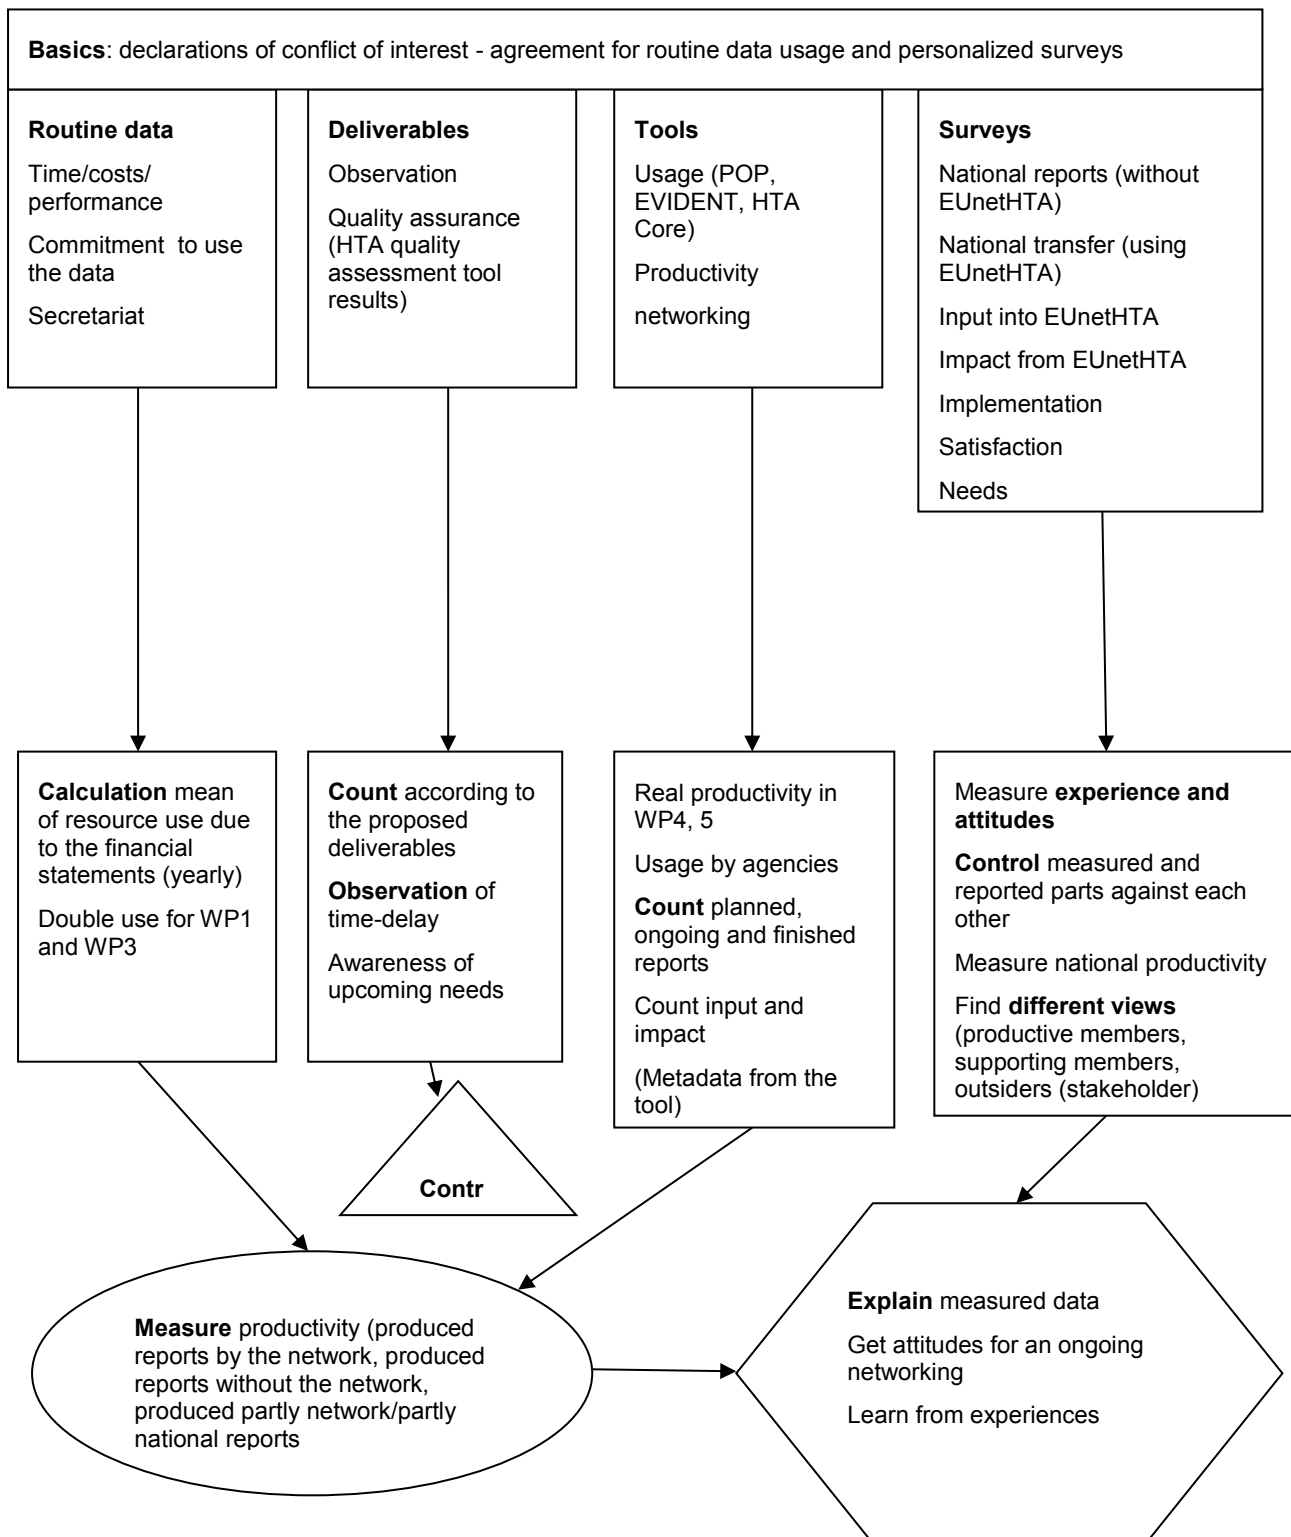 Basics: declarations of conflict of interest - agreement for routine data usage and personalized surveys
Routine data
Time/costs/
performance
Commitment to use
the data
Secretariat
Deliverables
Observation
Quality assurance
(HTA quality
assessment tool
results)
Tools
Usage (POP,
EVIDENT, HTA
Core)
Productivity
networking
Surveys
National reports (without
EUnetHTA)
National transfer (using
EUnetHTA)
Input into EUnetHTA
Impact from EUnetHTA
Implementation
Satisfaction
Needs
Calculation mean
of resource use due
to the financial
statements (yearly)
Double use for WP1
and WP3
Count according to
the proposed
deliverables
Observation of
time-delay
Awareness of
upcoming needs
Real productivity in
WP4, 5
Usage by agencies
Count planned,
ongoing and finished
reports
Count input and
impact
(Metadata from the
tool)
Measure experience and
attitudes
Control measured and
reported parts against each
other
Measure national productivity
Find different views
(productive members,
supporting members,
outsiders (stakeholder)
Contr
Measure productivity (produced
reports by the network, produced
reports without the network,
produced partly network/partly
national reports
Explain measured data
Get attitudes for an ongoing
networking
Learn from experiences